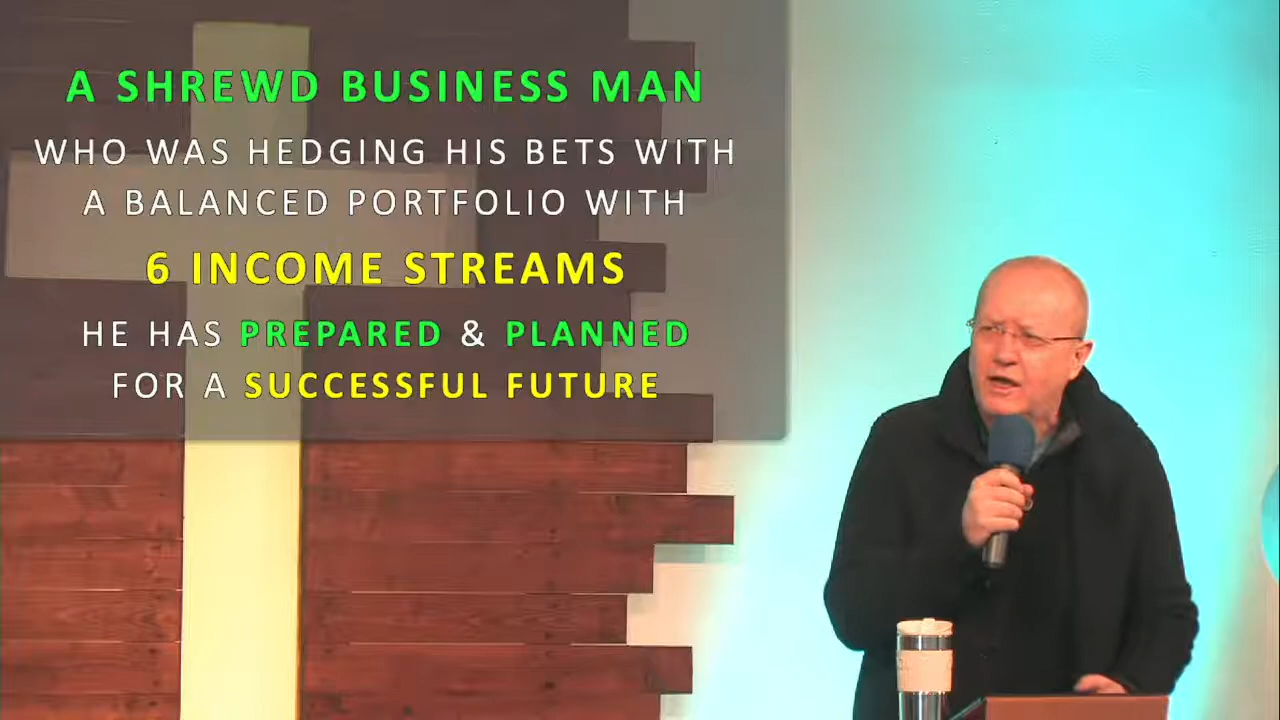 A SHREWD BUSINESS MAN
WHO WAS HEDGING HIS BETS WITH
A BALANCED PORTFOLIO WITH
6 INCOME STREAMS
HE HAS PREPARED & PLANNED
FOR A SUCCESSFUL FUTURE